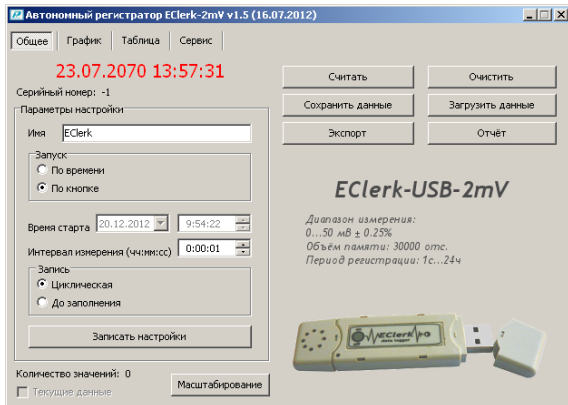 Автономный регистратор EClerk-2mV v1.5 (16.07.2012)
Общее График Таблица Сервис
23.07.2070 13:57:31
Серийный номер: -1
Параметры настройки
Имя EClerk
Запуск
По времени
По кнопке
Время старта 20.12.2012 9:54:22
Интервал измерения (чч:мм:сс) 0:00:01
Запись
Циклическая
До заполнения
Записать настройки
Количество значений: 0
Текущие данные
Масштабирование
Считать Очистить
Сохранить данные Загрузить данные
Экспорт Отчёт
EClerk-USB-2mV
Диапазон измерения:
0...50 мВ ± 0.25%
Объём памяти: 30000 отс.
Период регистрации: 1с...24ч
EClerk
data logger